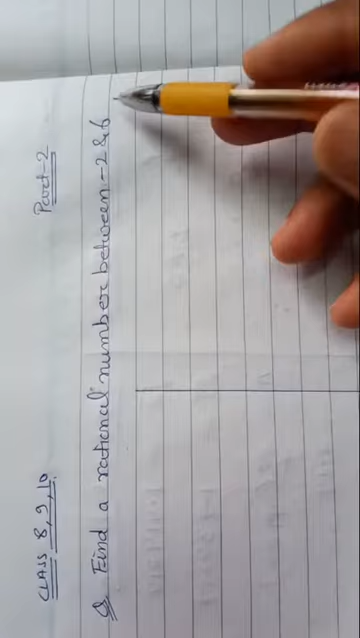 CLASS 8, 9, 10.
Part-2
Q Find a rational number between -2 & 6